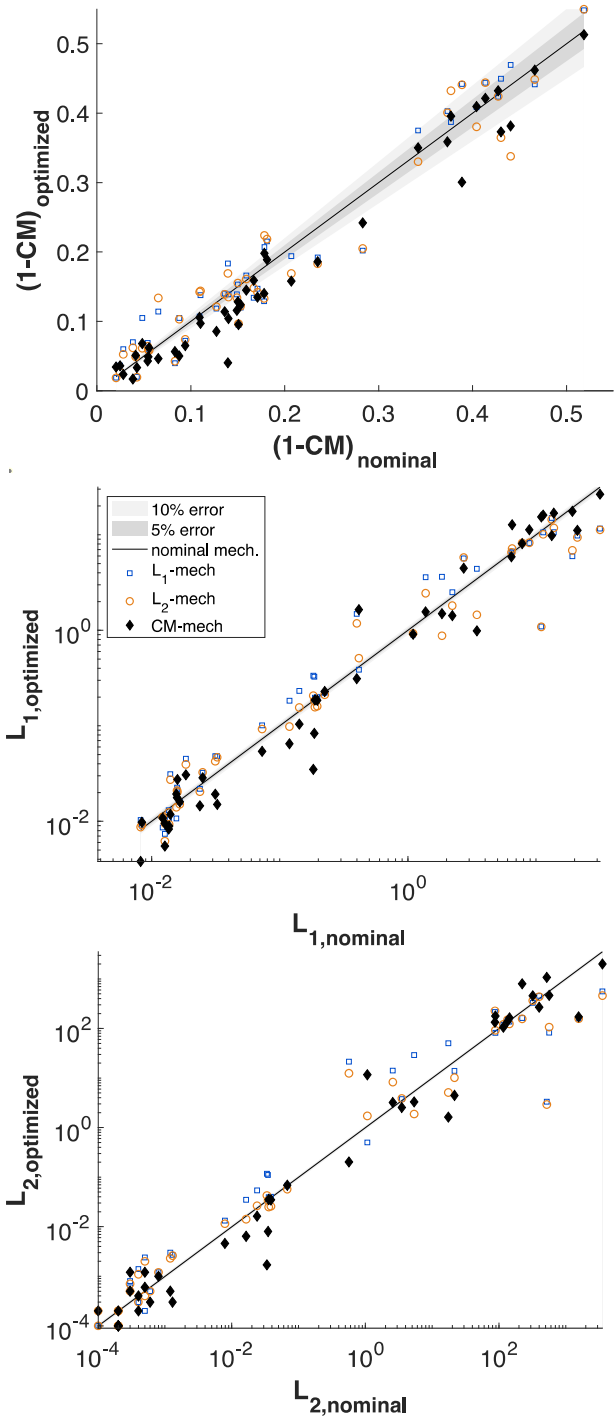 0.5
0.4
0.3
0.2
0.1
0
(1-CM)optimized
0 0.1 0.2 0.3 0.4 0.5
(1-CM)nominal
10% error
5% error
nominal mech.
L1-mech
L2-mech
CM-mech
10^0
10^-2
L1,optimized
10^-2 10^0
L1,nominal
10^2
10^0
10^-2
10^-4
L2,optimized
10^-4 10^-2 10^0 10^2
L2,nominal